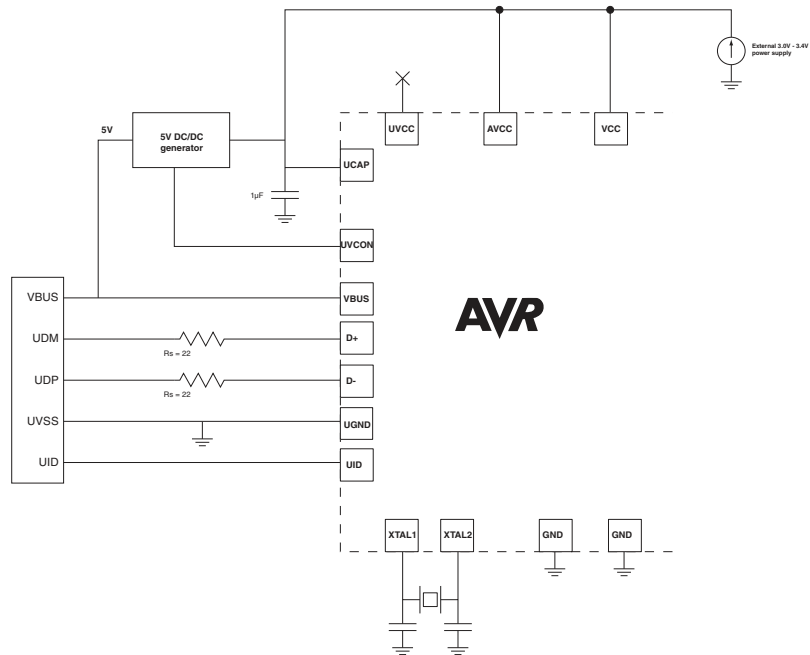 External 3.0V - 3.4V
power supply
UVCC
AVCC
VCC
5V
5V DC/DC
generator
UCAP
1µF
UVCON
VBUS
VBUS
AVR
UDM
Rs = 22
D+
UDP
Rs = 22
D-
UVSS
UGND
UID
UID
XTAL1
XTAL2
GND
GND